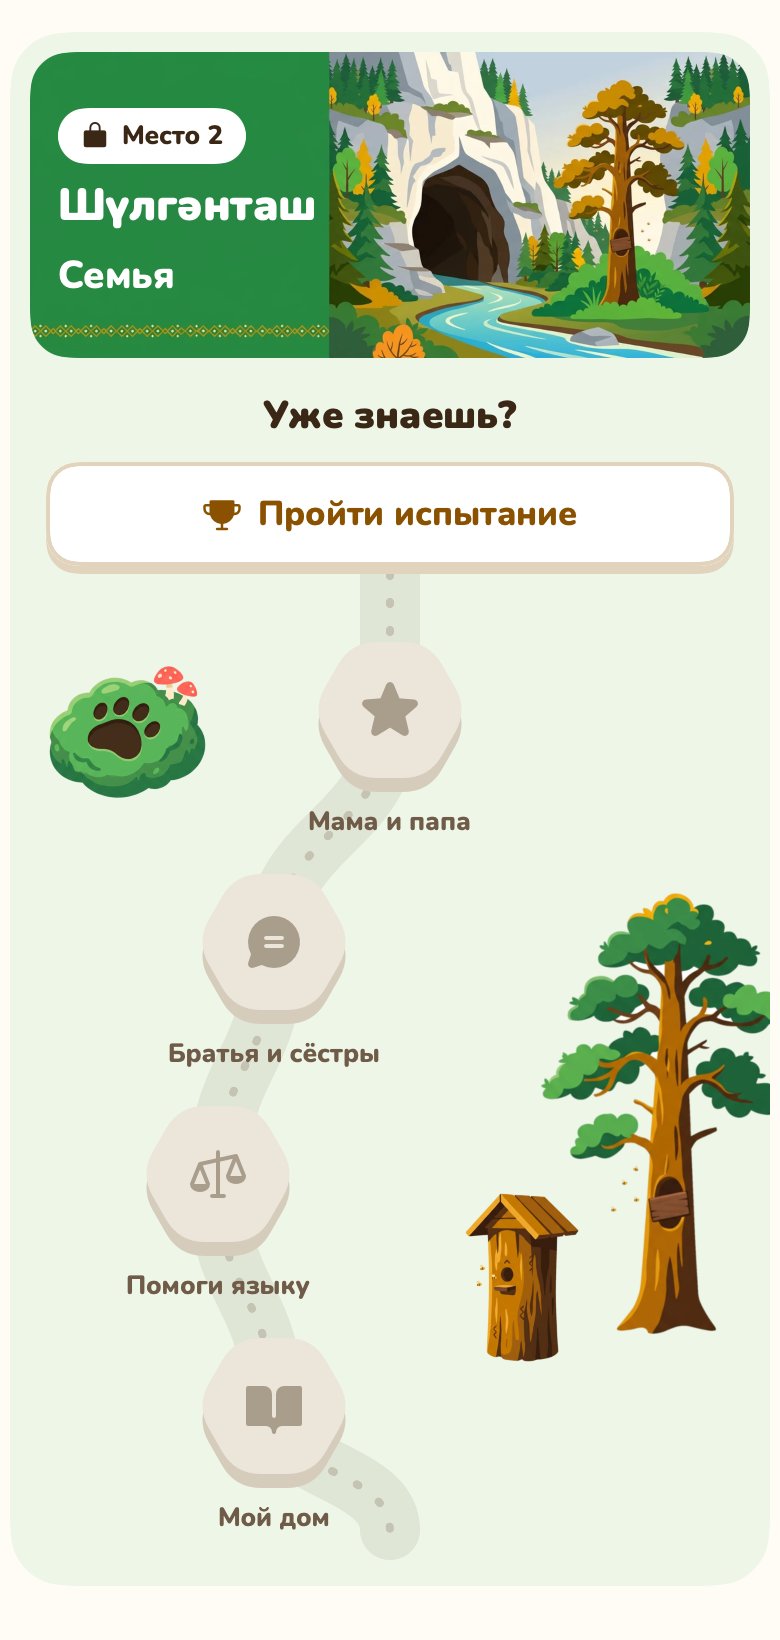 Место 2
Шүлгәнташ
Семья
Уже знаешь?
Пройти испытание
Мама и папа
Братья и сёстры
Помоги языку
Мой дом